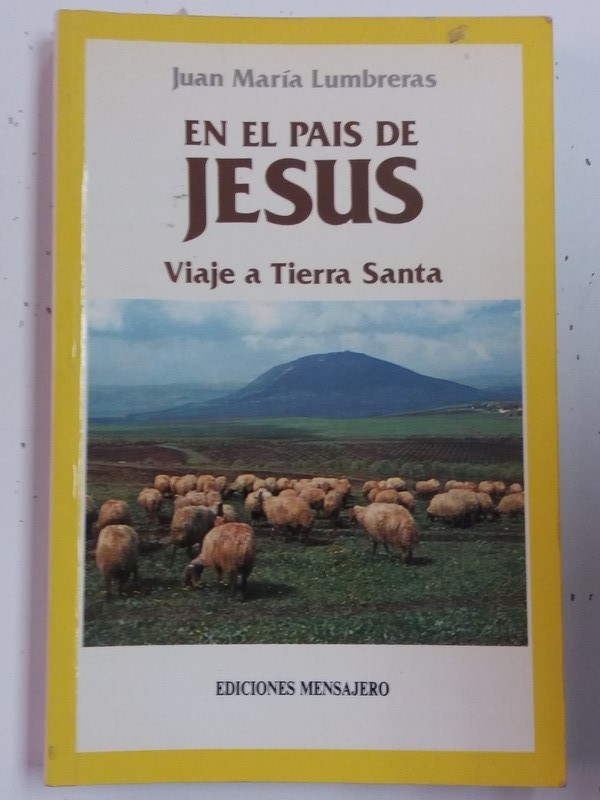 Juan María Lumbreras
EN EL PAIS DE
JESUS
Viaje a Tierra Santa
EDICIONES MENSAJERO